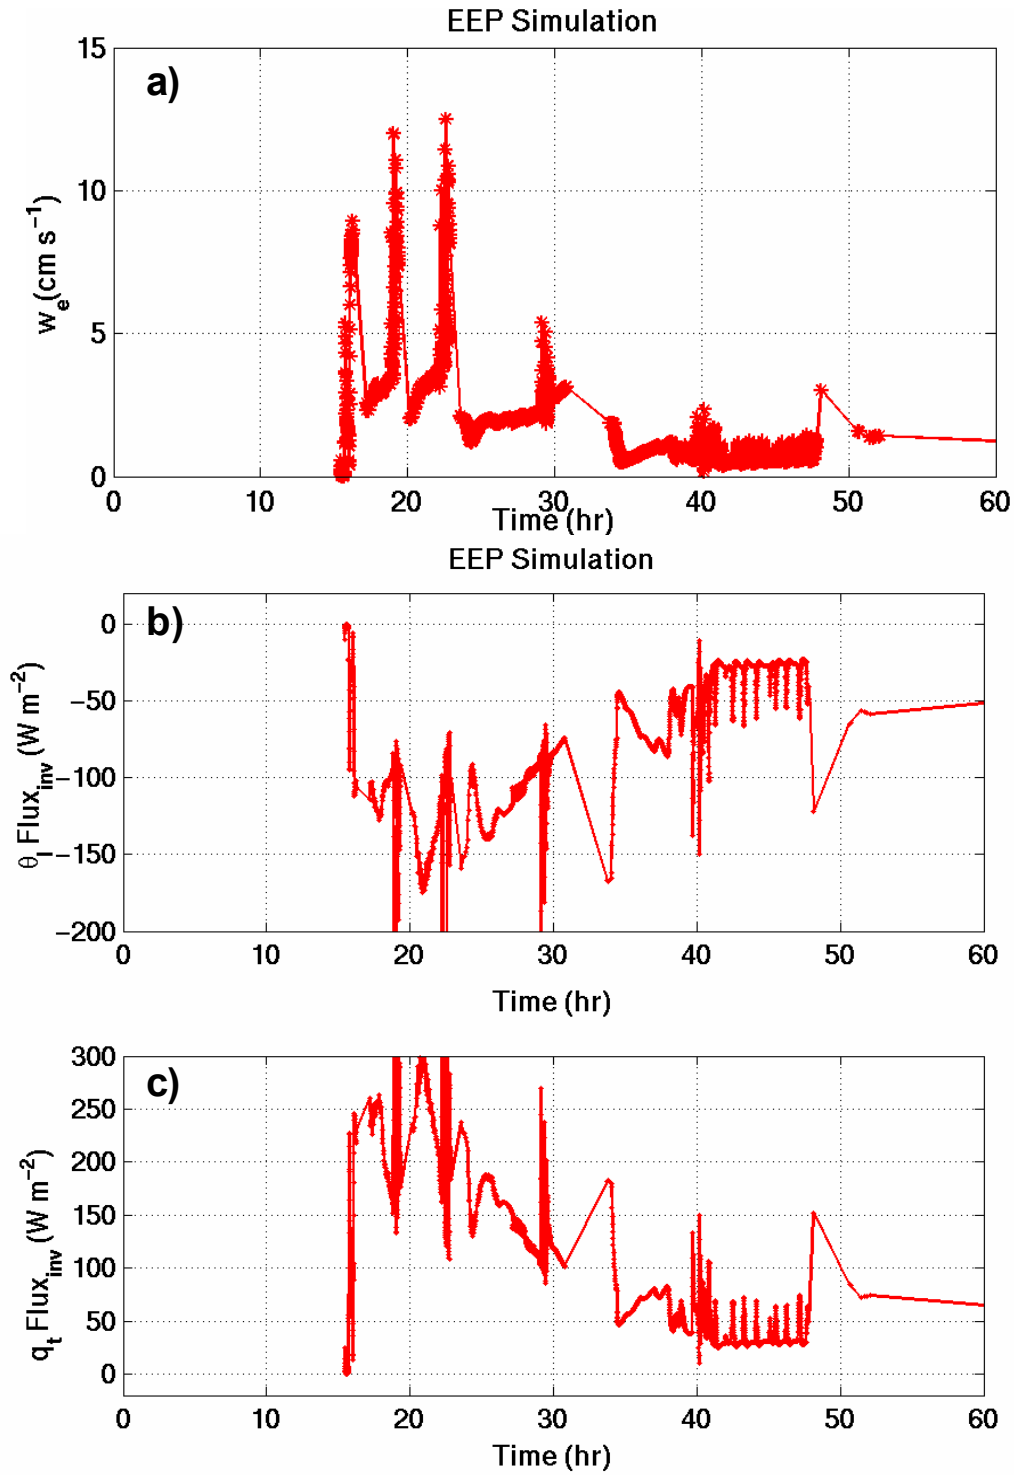 EEP Simulation
a)
w_e (cm s⁻¹)
15
10
5
0
0 10 20 30 40 50 60
Time (hr)
EEP Simulation
b)
θ_l Flux_inv (W m⁻²)
0
−50
−100
−150
−200
0 10 20 30 40 50 60
Time (hr)
c)
q_t Flux_inv (W m⁻²)
300
250
200
150
100
50
0
0 10 20 30 40 50 60
Time (hr)